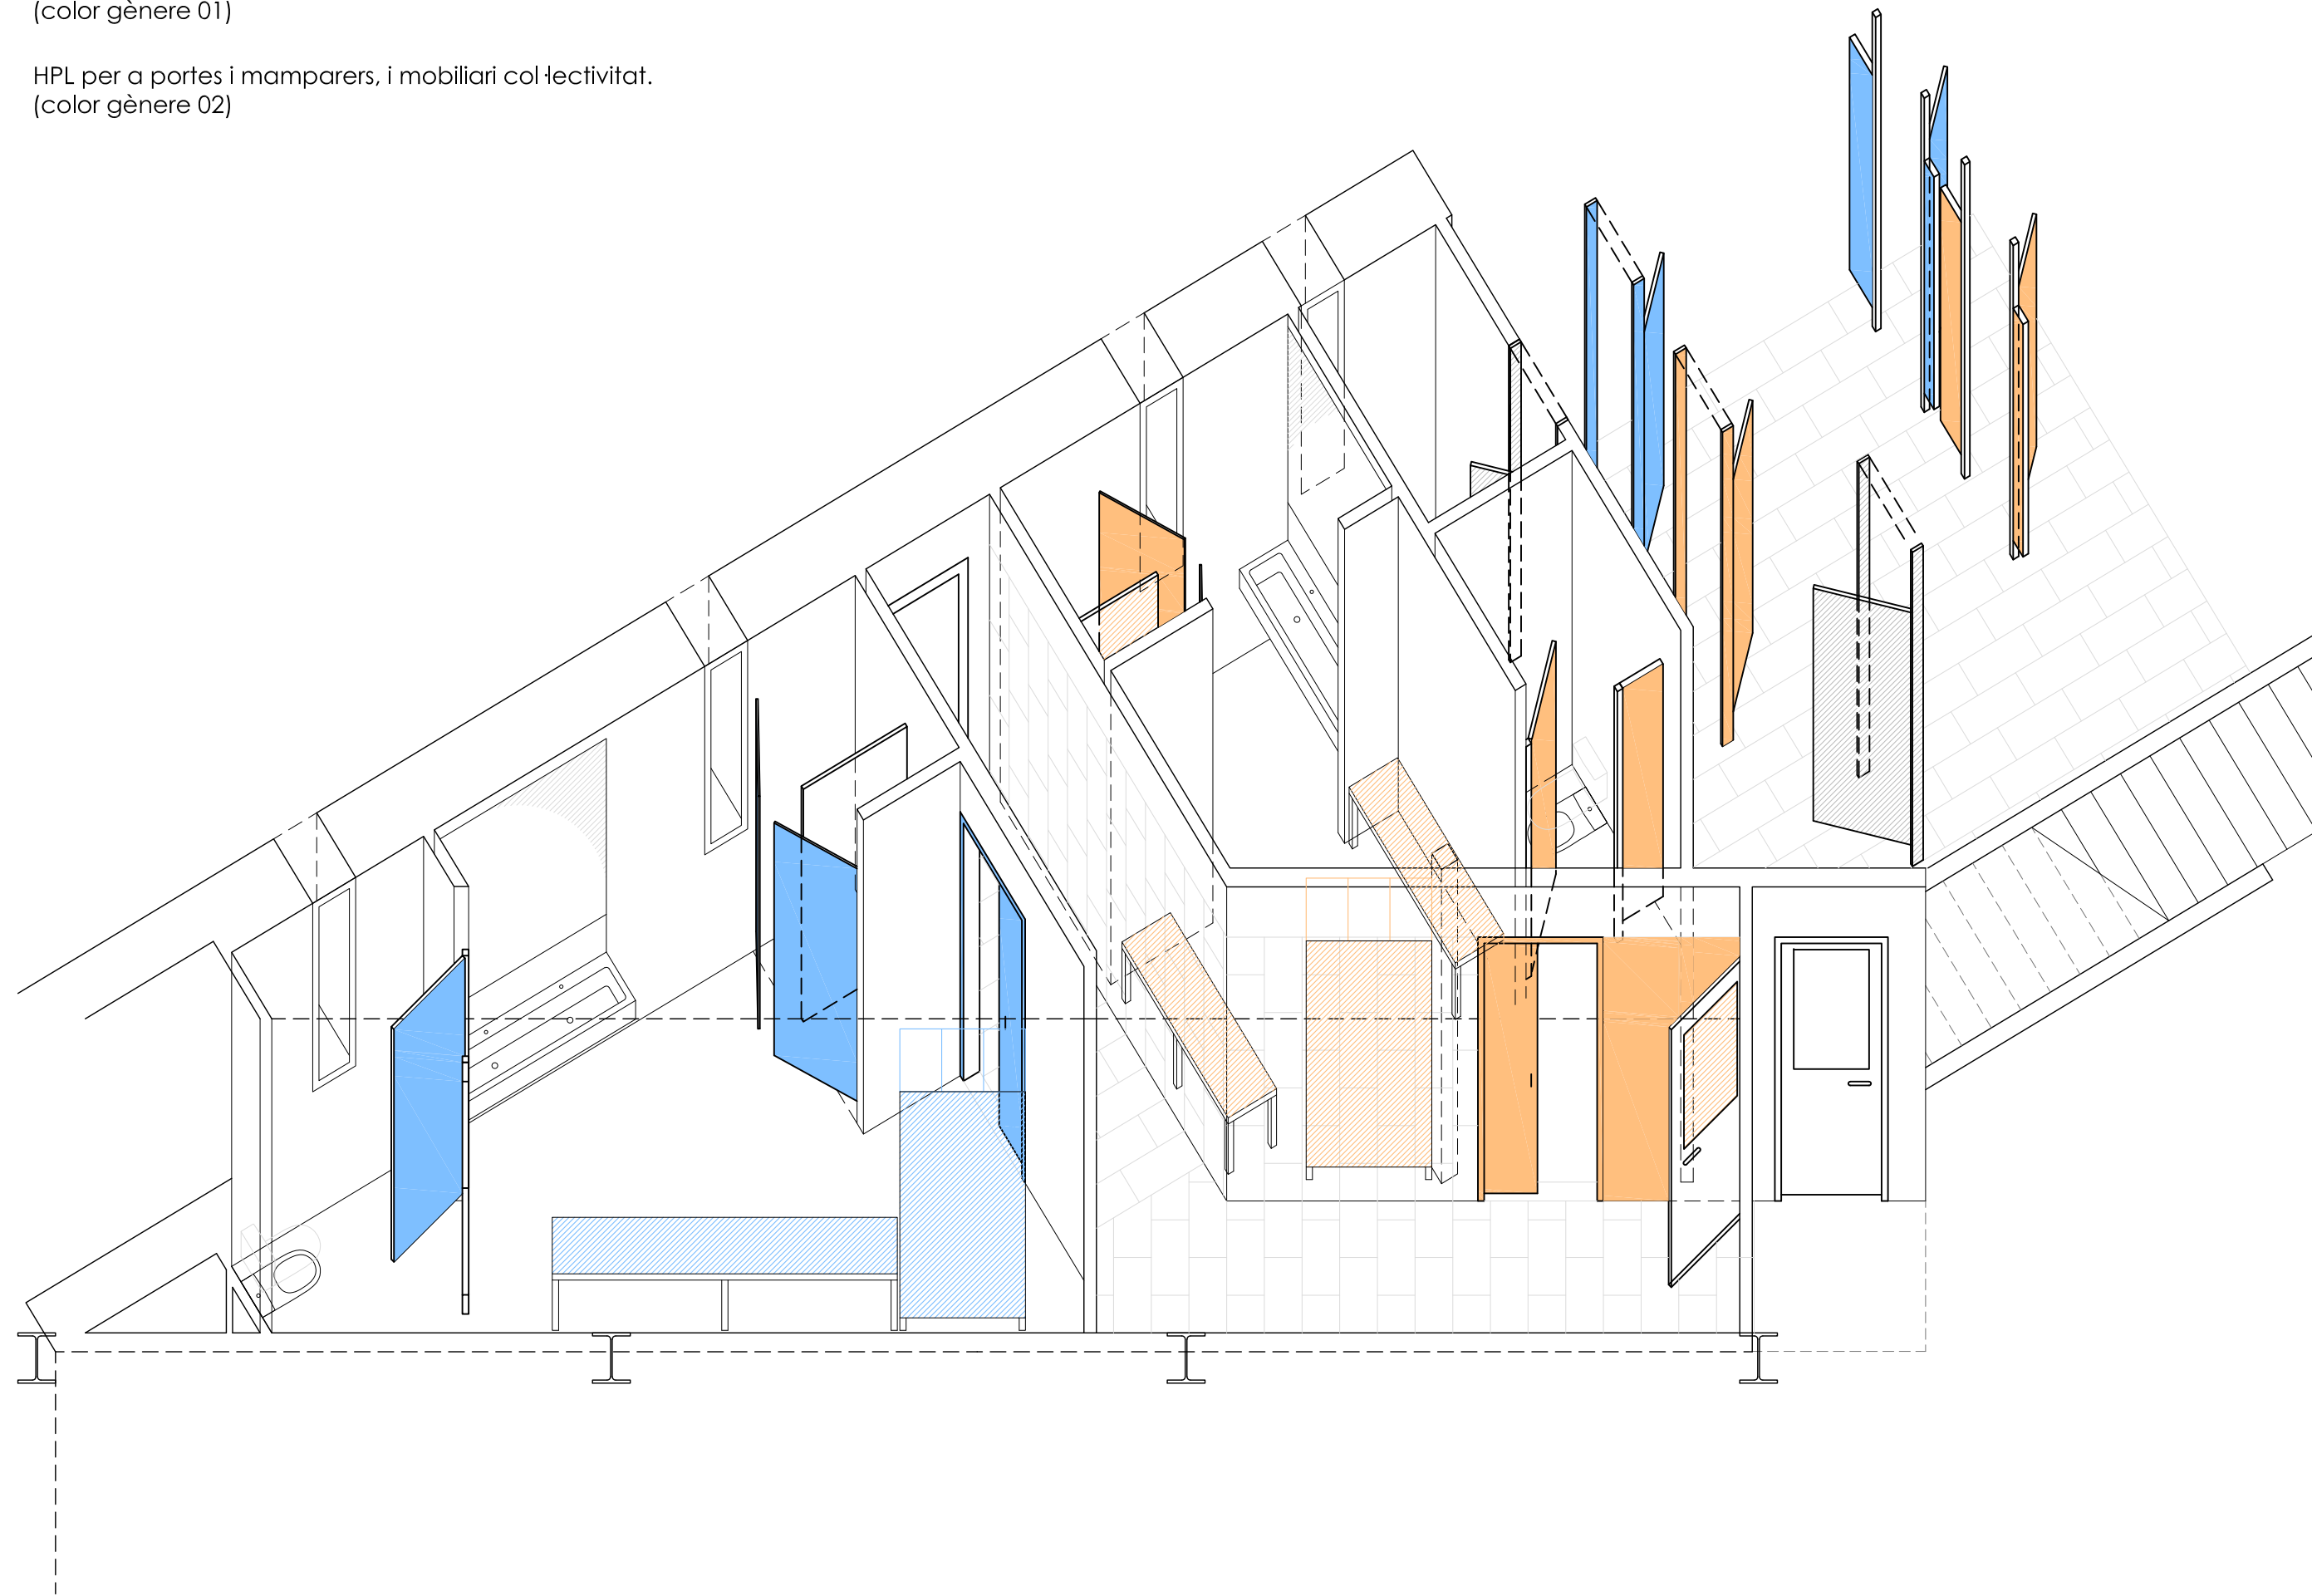 (color gènere 01)
HPL per a portes i mamparers, i mobiliari col·lectivitat.
(color gènere 02)